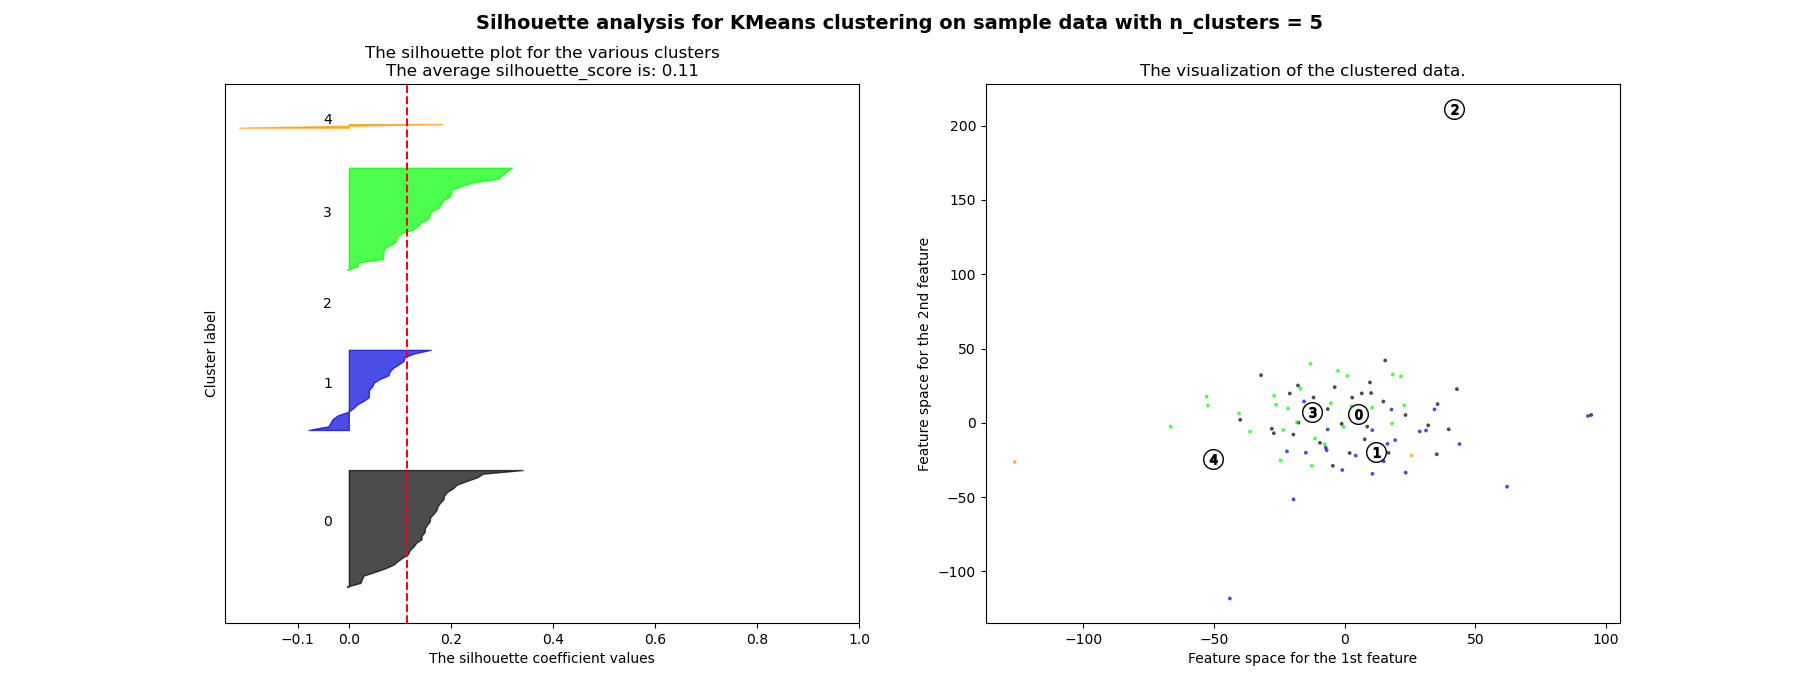 Silhouette analysis for KMeans clustering on sample data with n_clusters = 5
The silhouette plot for the various clusters
The average silhouette_score is: 0.11
4
3
2
1
0
Cluster label
−0.1 0.0 0.2 0.4 0.6 0.8 1.0
The silhouette coefficient values
The visualization of the clustered data.
200
150
100
50
0
−50
−100
Feature space for the 2nd feature
2
3
0
1
4
−100 −50 0 50 100
Feature space for the 1st feature